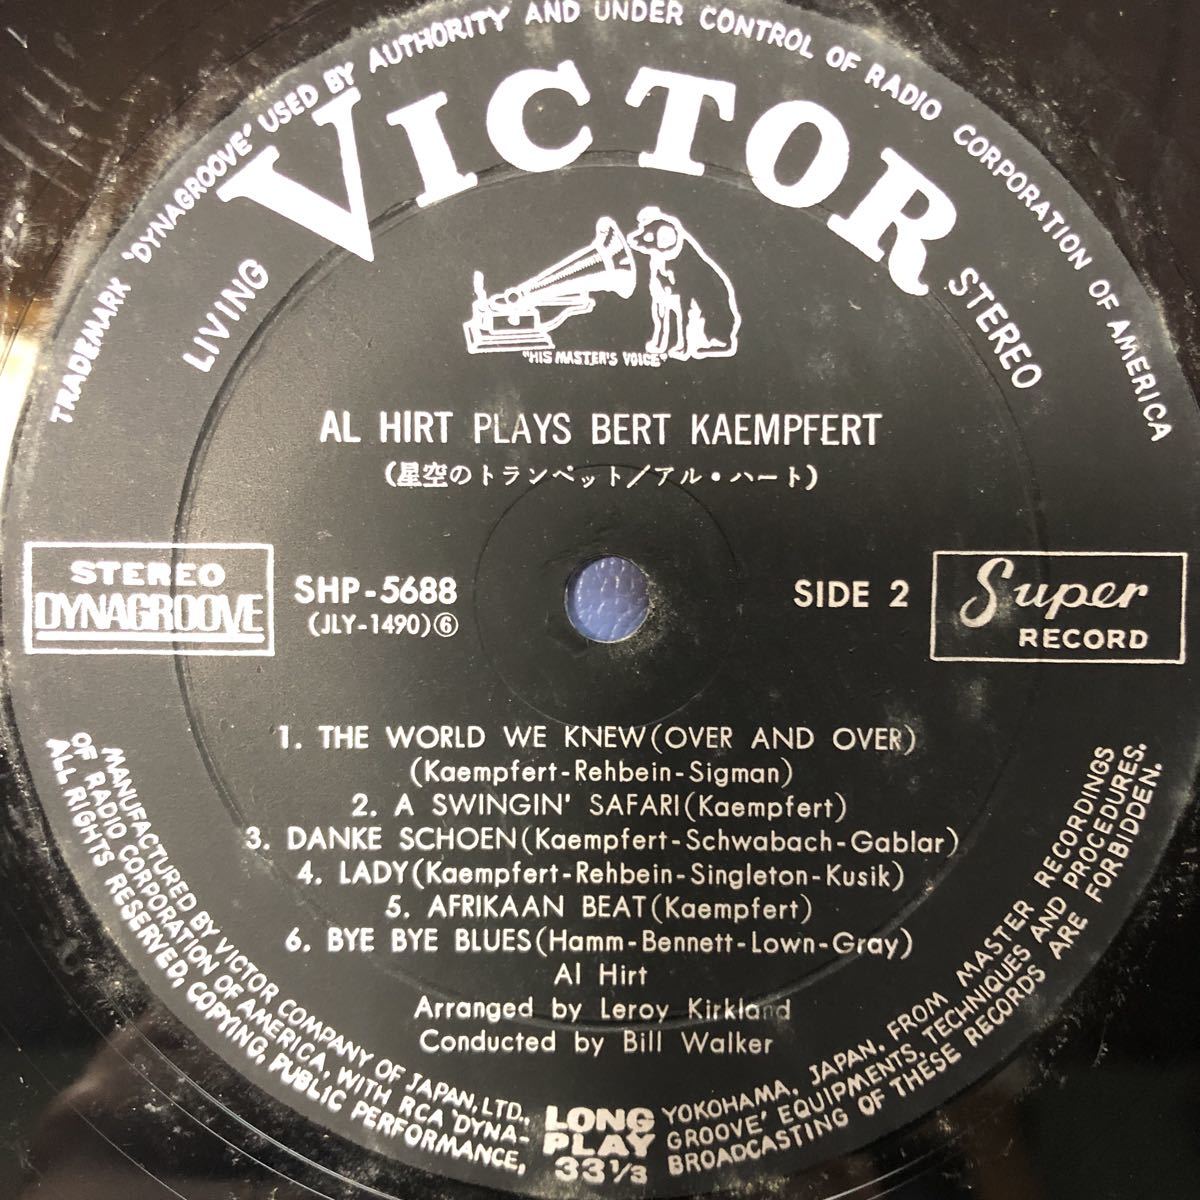 TRADEMARK 'DYNAGROOVE' USED BY AUTHORITY AND UNDER CONTROL OF RADIO CORPORATION OF AMERICA
VICTOR
LIVING
STEREO
"HIS MASTER'S VOICE"
AL HIRT PLAYS BERT KAEMPFERT
(星空のトランペット/アル・ハート)
STEREO
DYNAGROOVE
SHP-5688
(JLY-1490)⑥
SIDE 2
Super
RECORD
1. THE WORLD WE KNEW(OVER AND OVER)
(Kaempfert-Rehbein-Sigman)
2. A SWINGIN' SAFARI(Kaempfert)
3. DANKE SCHOEN(Kaempfert-Schwabach-Gablar)
4. LADY(Kaempfert-Rehbein-Singleton-Kusik)
5. AFRIKAAN BEAT(Kaempfert)
6. BYE BYE BLUES(Hamm-Bennett-Lown-Gray)
Al Hirt
Arranged by Leroy Kirkland
Conducted by Bill Walker
MANUFACTURED BY VICTOR COMPANY OF JAPAN, LTD., YOKOHAMA, JAPAN, FROM MASTER RECORDINGS
OF RADIO CORPORATION OF AMERICA, WITH RCA 'DYNA-GROOVE' EQUIPMENTS, TECHNIQUES AND PROCEDURES.
ALL RIGHTS RESERVED, COPYING, PUBLIC PERFORMANCE, BROADCASTING OF THESE RECORDS ARE FORBIDDEN.
LONG
PLAY
33⅓